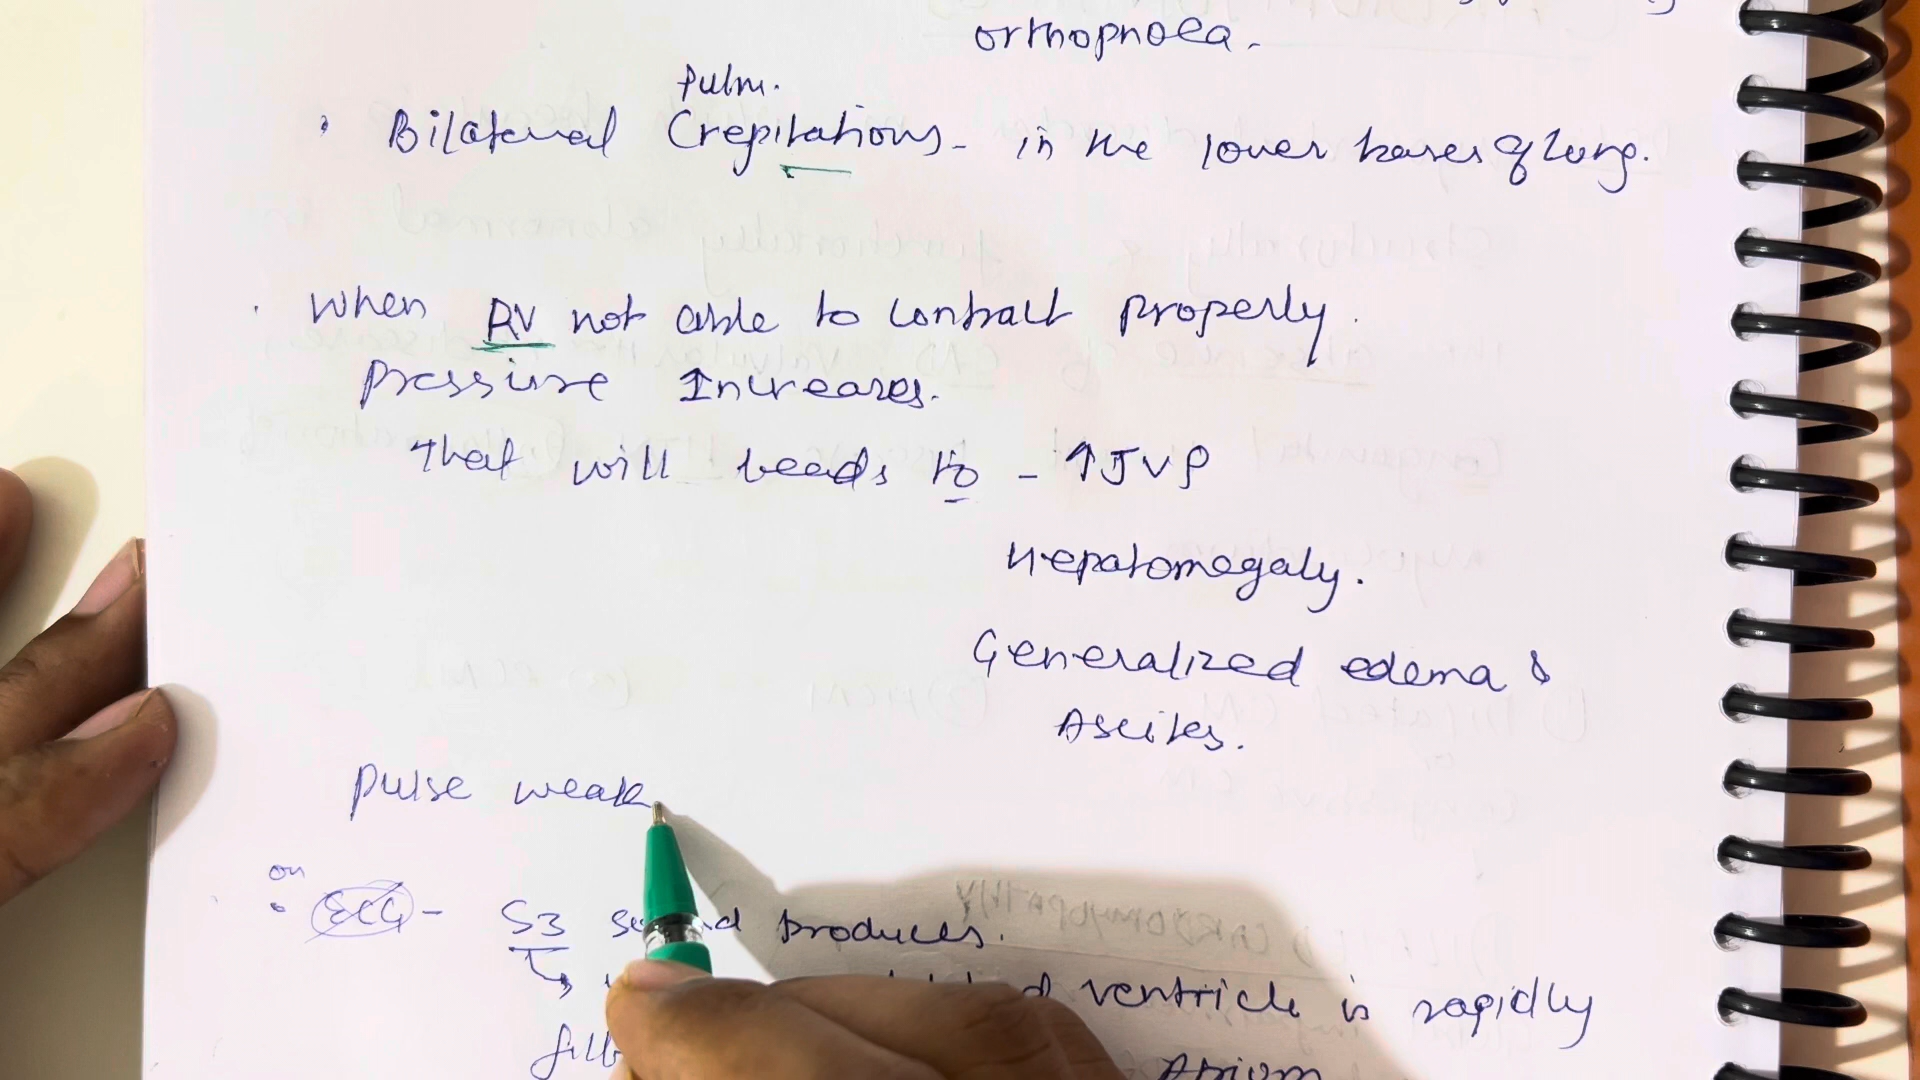 orthopnoea.
Pulm.
• Bilateral Crepitations - in the lower bases of lung.
• When RV not able to contract properly.
Pressure Increases.
That will leads to - ↑JVP
Hepatomegaly.
Generalized edema &
Ascites.
Pulse weak
on
• ECG - S3 produces.
ventricle is rapidly
Atrium